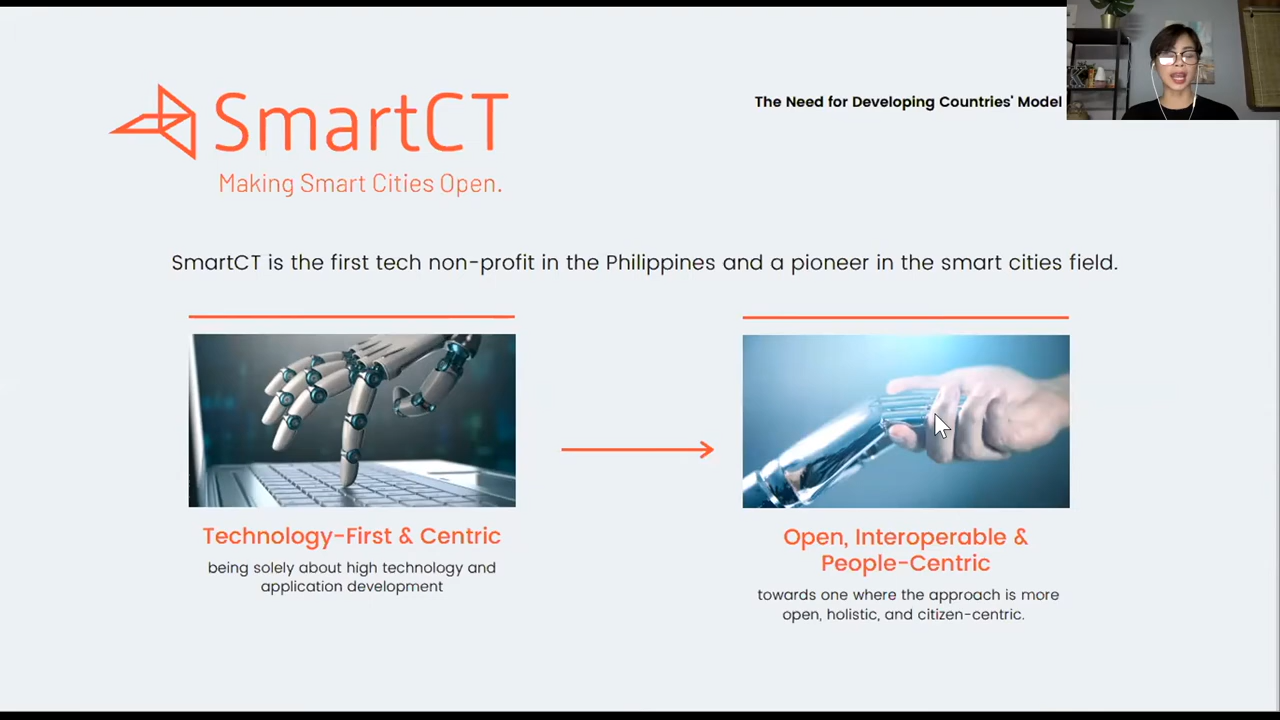 SmartCT
Making Smart Cities Open.
The Need for Developing Countries' Model
SmartCT is the first tech non-profit in the Philippines and a pioneer in the smart cities field.
Technology-First & Centric
being solely about high technology and
application development
Open, Interoperable &
People-Centric
towards one where the approach is more
open, holistic, and citizen-centric.